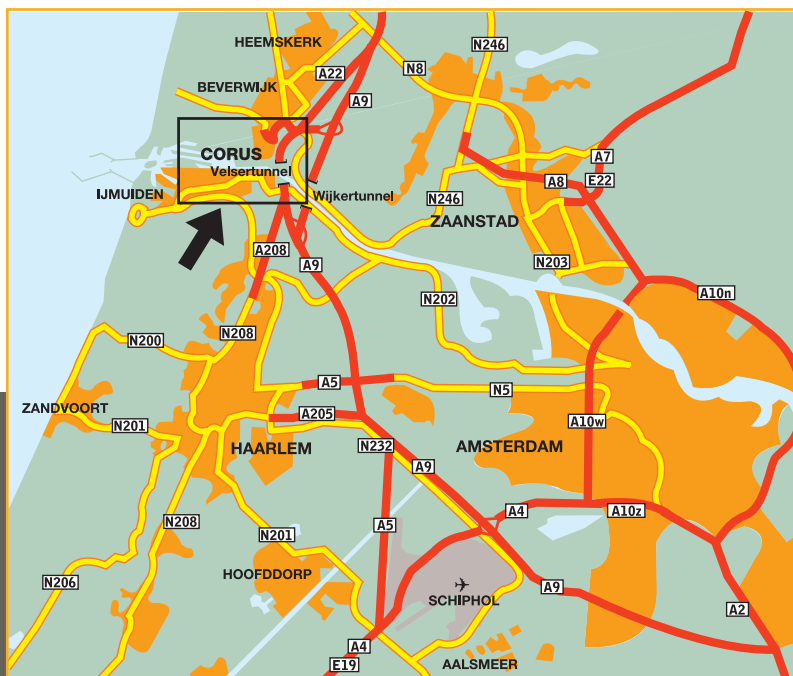 HEEMSKERK
N246
N8
A22
BEVERWIJK
A9
CORUS
Velsertunnel
A7
A8
E22
IJMUIDEN
Wijkertunnel
N246
ZAANSTAD
A208
A9
N203
N202
A10n
N200
N208
A5
N5
ZANDVOORT
N201
A205
A10w
HAARLEM
N232
AMSTERDAM
A9
N208
A5
A4
A10z
N201
N206
HOOFDDORP
SCHIPHOL
A9
A2
A4
E19
AALSMEER